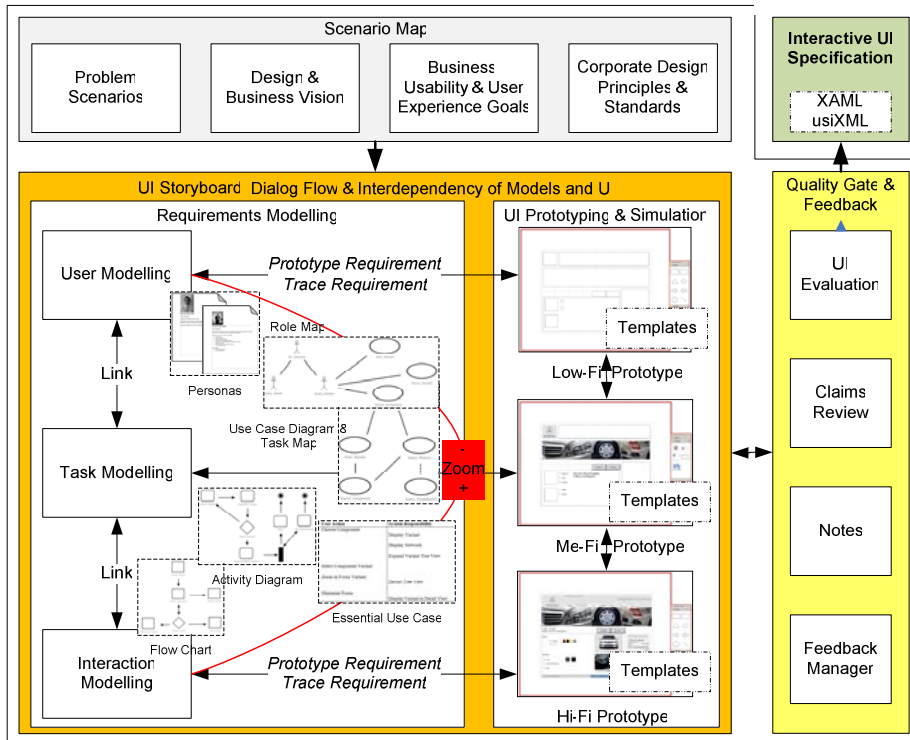 Scenario Map
Problem
Scenarios
Design &
Business Vision
Business
Usability & User
Experience Goals
Corporate Design
Principles &
Standards
Interactive UI
Specification
XAML
usiXML
UI Storyboard Dialog Flow & Interdependency of Models and U
Requirements Modelling
User Modelling
Link
Task Modelling
Link
Interaction
Modelling
Prototype Requirement
Trace Requirement
Personas
Role Map
Use Case Diagram &
Task Map
-
Zoom
+
Activity Diagram
Flow Chart
Essential Use Case
Display Variant
Display Network
Prototype Requirement
Trace Requirement
UI Prototyping & Simulation
Templates
Low-Fi Prototype
Templates
Me-Fi Prototype
Templates
Hi-Fi Prototype
Quality Gate &
Feedback
UI
Evaluation
Claims
Review
Notes
Feedback
Manager